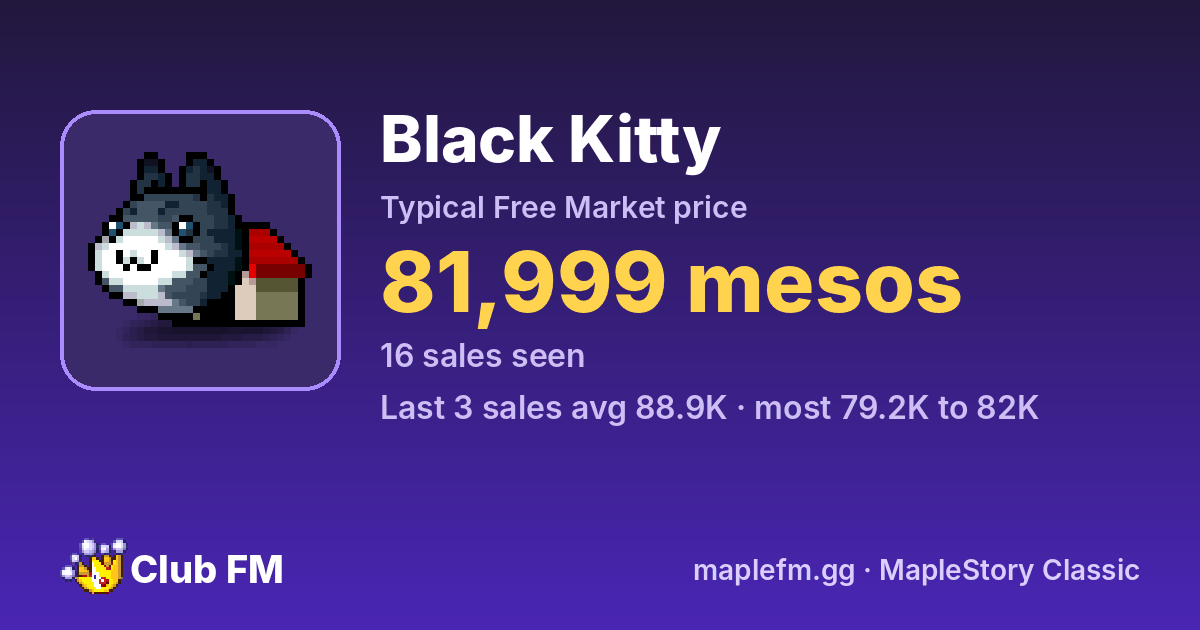 Black Kitty
Typical Free Market price
81,999 mesos
16 sales seen
Last 3 sales avg 88.9K · most 79.2K to 82K
Club FM
maplefm.gg · MapleStory Classic